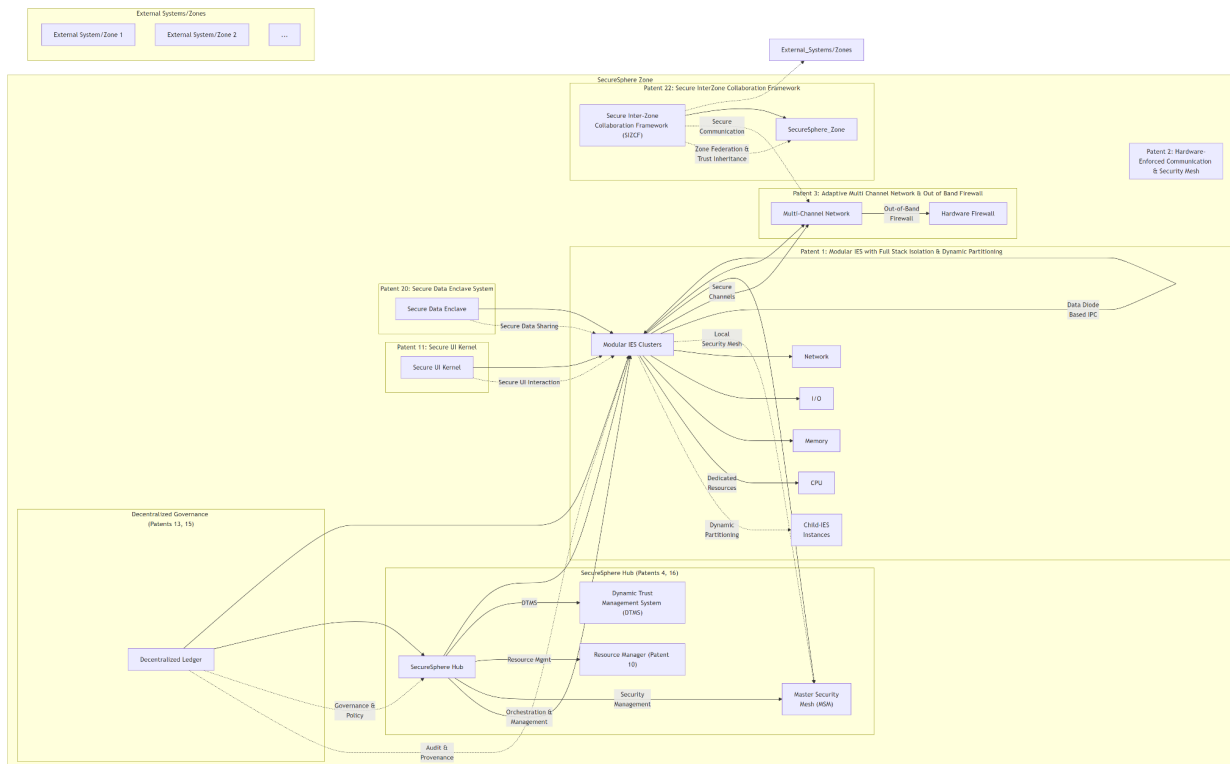 External Systems/Zones
External System/Zone 1
External System/Zone 2
...
External_Systems/Zones
SecureSphere Zone
Patent 22: Secure InterZone Collaboration Framework
Secure Inter-Zone
Collaboration Framework
(SIZCF)
Secure
Communication
SecureSphere_Zone
Zone Federation &
Trust Inheritance
Patent 2: Hardware-
Enforced Communication
& Security Mesh
Patent 3: Adaptive Multi Channel Network & Out of Band Firewall
Multi-Channel Network
Out-of-Band
Firewall
Hardware Firewall
Patent 1: Modular IES with Full Stack Isolation & Dynamic Partitioning
Secure
Channels
Data Diode
Based IPC
Patent 20: Secure Data Enclave System
Secure Data Enclave
Secure Data Sharing
Modular IES Clusters
Local
Security Mesh
Patent 11: Secure UI Kernel
Secure UI Kernel
Secure UI Interaction
Network
I/O
Memory
Dedicated
Resources
CPU
Dynamic
Partitioning
Child-IES
Instances
Decentralized Governance
(Patents 13, 15)
Decentralized Ledger
Governance &
Policy
Audit &
Provenance
SecureSphere Hub (Patents 4, 16)
DTMS
Dynamic Trust
Management System
(DTMS)
SecureSphere Hub
Resource Mgmt
Resource Manager (Patent
10)
Security
Management
Master Security
Mesh (MSM)
Orchestration &
Management